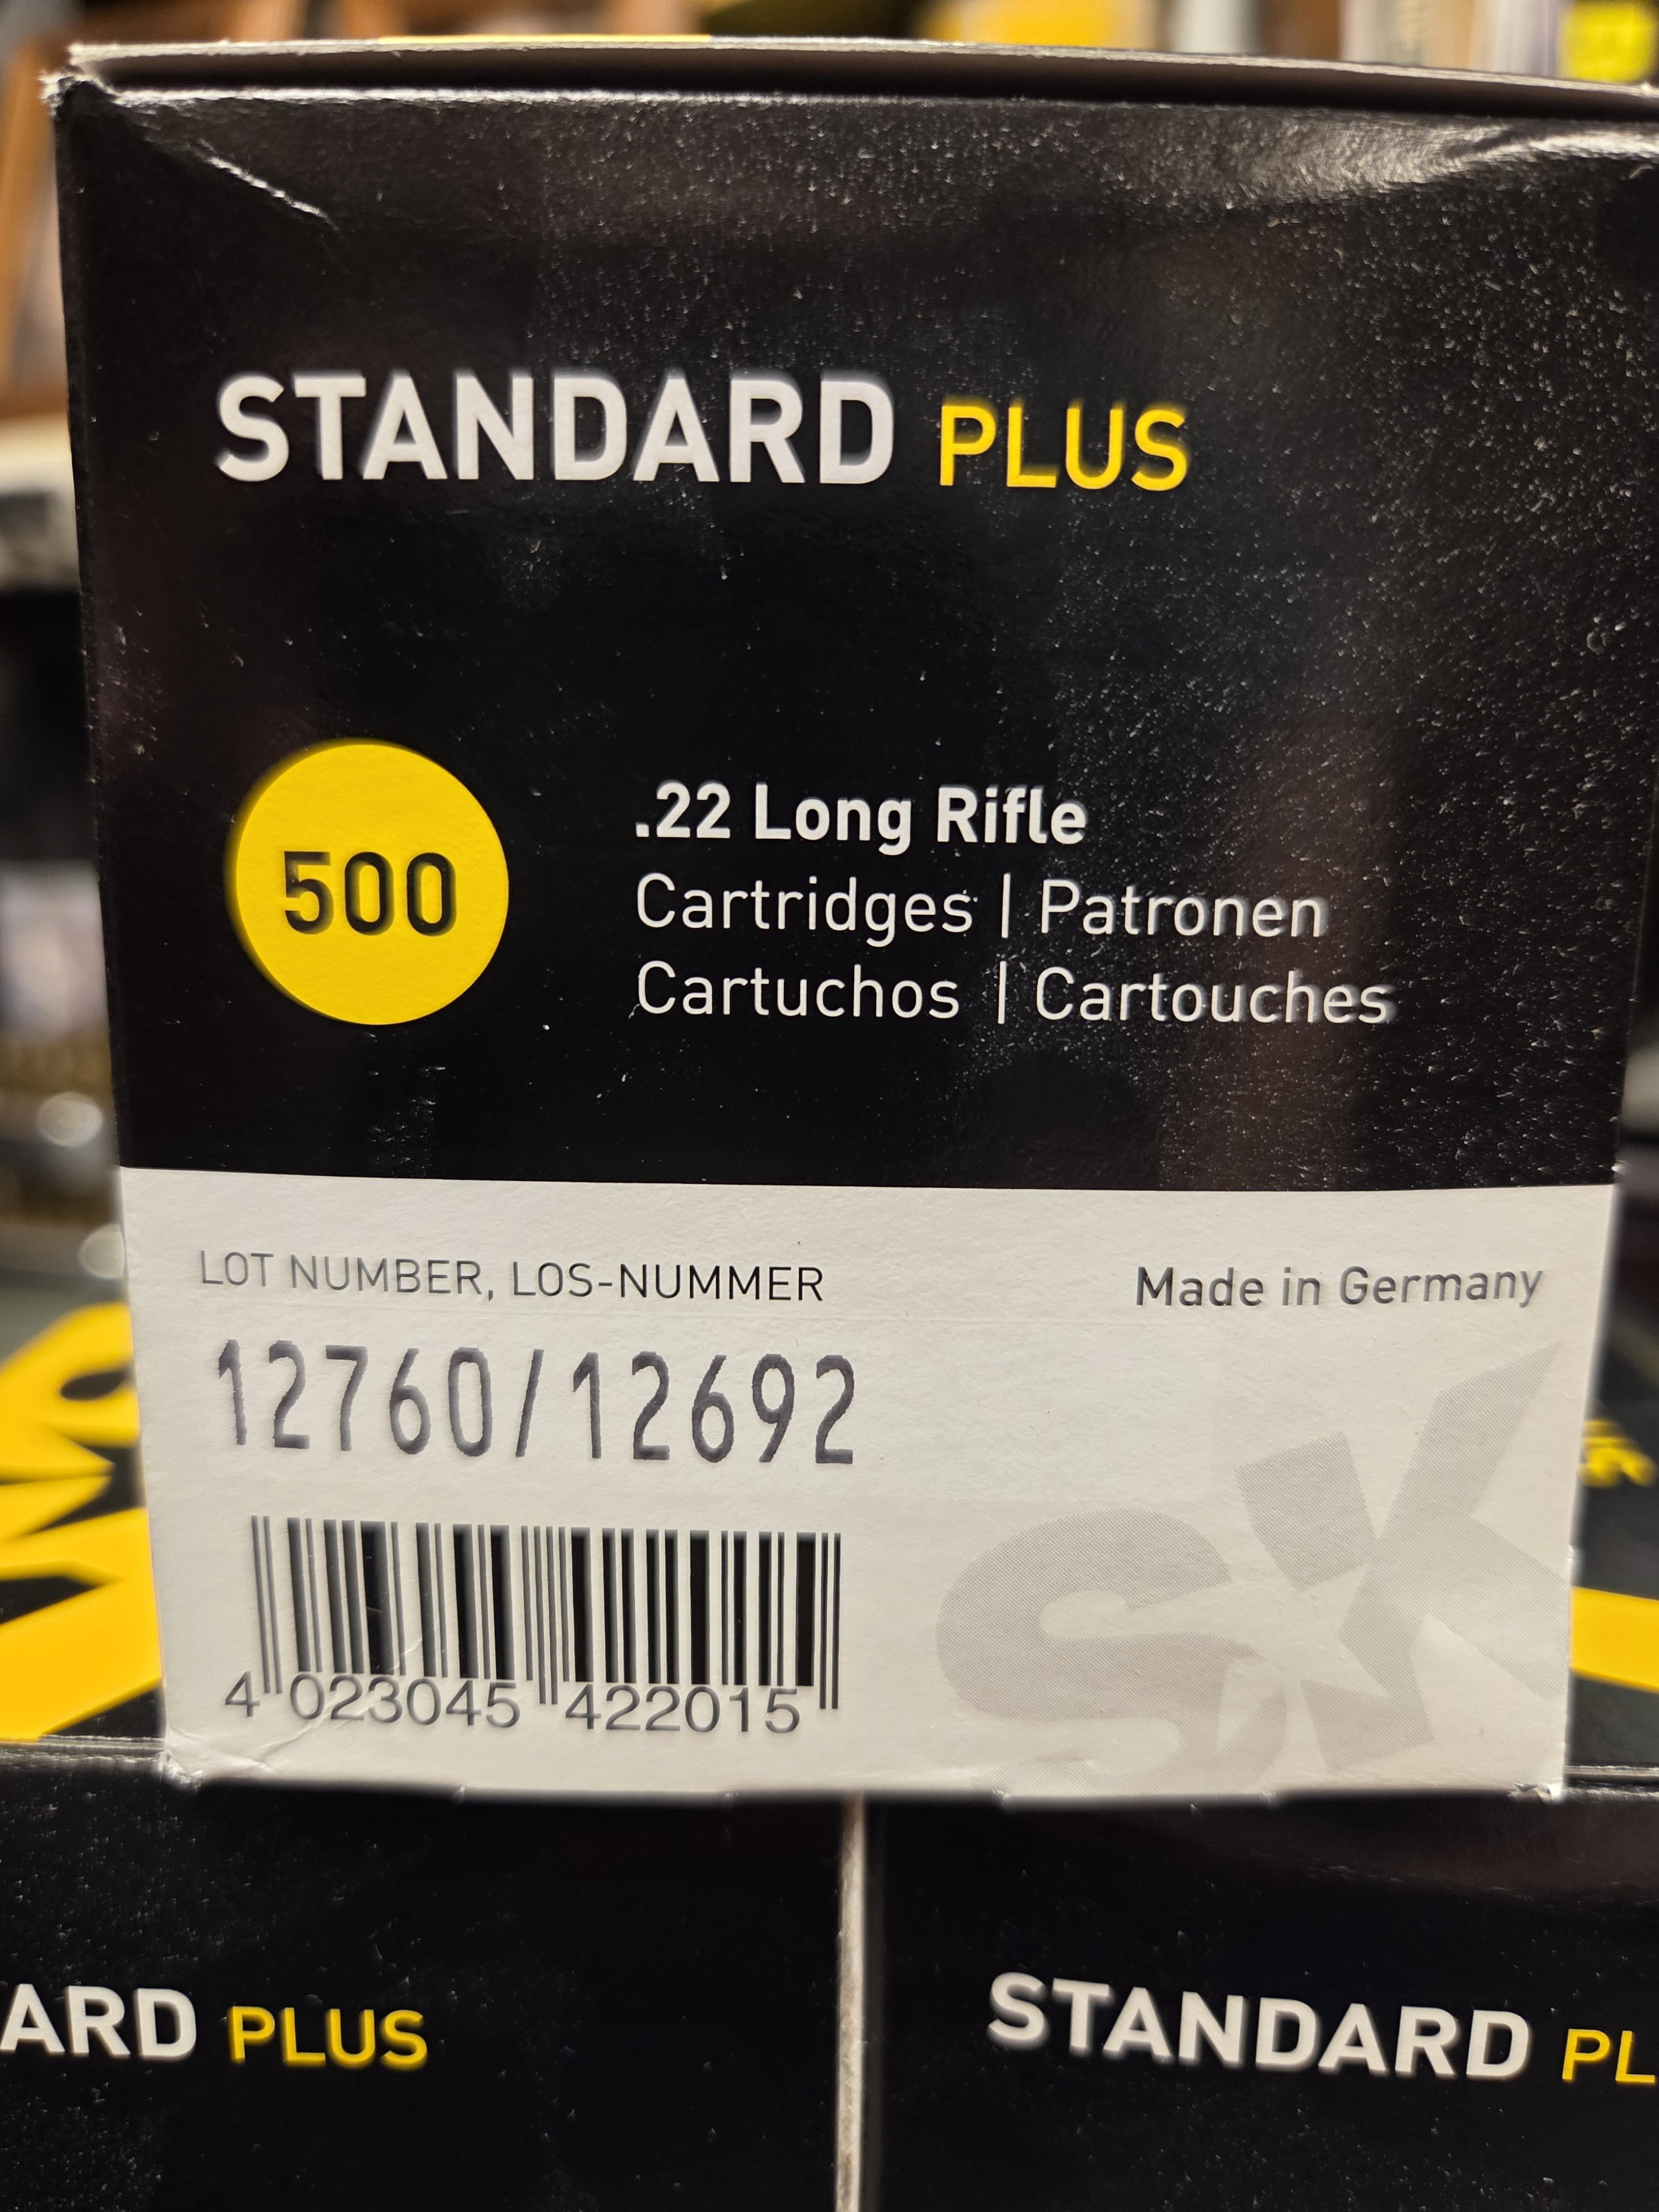 STANDARD PLUS
500
.22 Long Rifle
Cartridges | Patronen
Cartuchos | Cartouches
LOT NUMBER, LOS-NUMMER
Made in Germany
12760/12692
SK
4 023045 422015
ARD PLUS
STANDARD PL